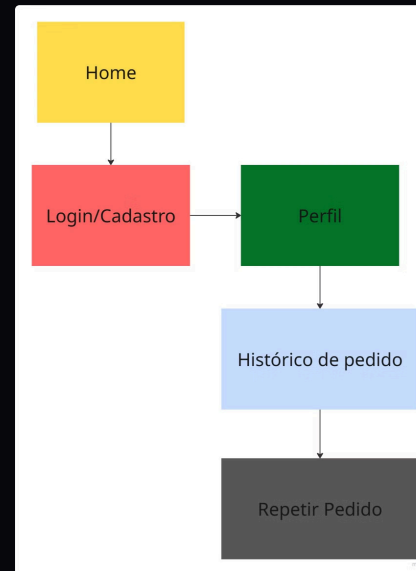 Home
Login/Cadastro
Perfil
Histórico de pedido
Repetir Pedido